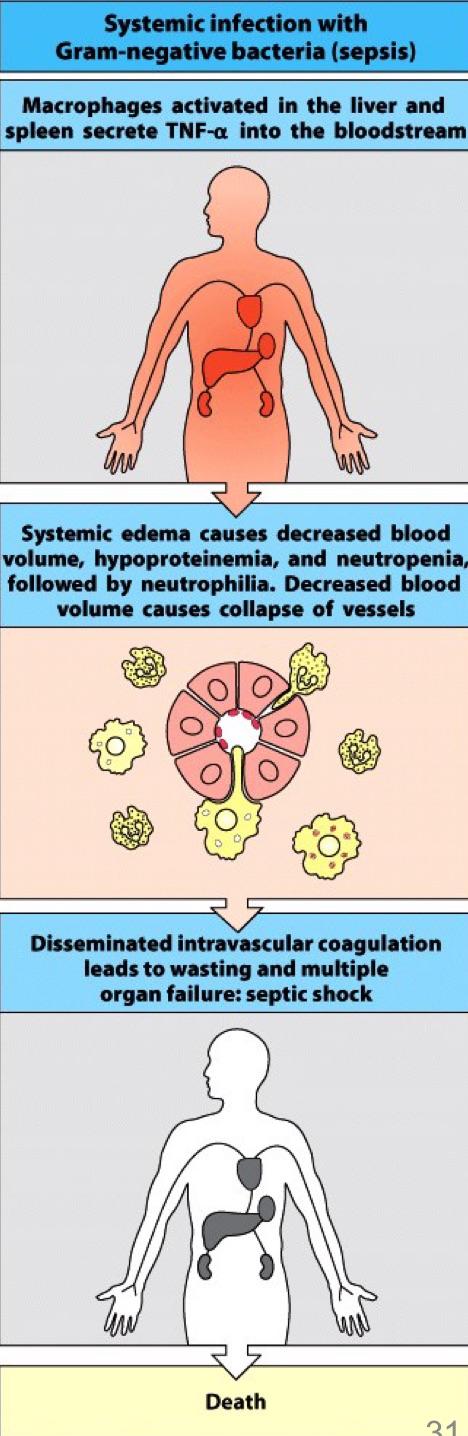 Systemic infection with
Gram-negative bacteria (sepsis)
Macrophages activated in the liver and
spleen secrete TNF-α into the bloodstream
Systemic edema causes decreased blood
volume, hypoproteinemia, and neutropenia,
followed by neutrophilia. Decreased blood
volume causes collapse of vessels
Disseminated intravascular coagulation
leads to wasting and multiple
organ failure: septic shock
Death
31